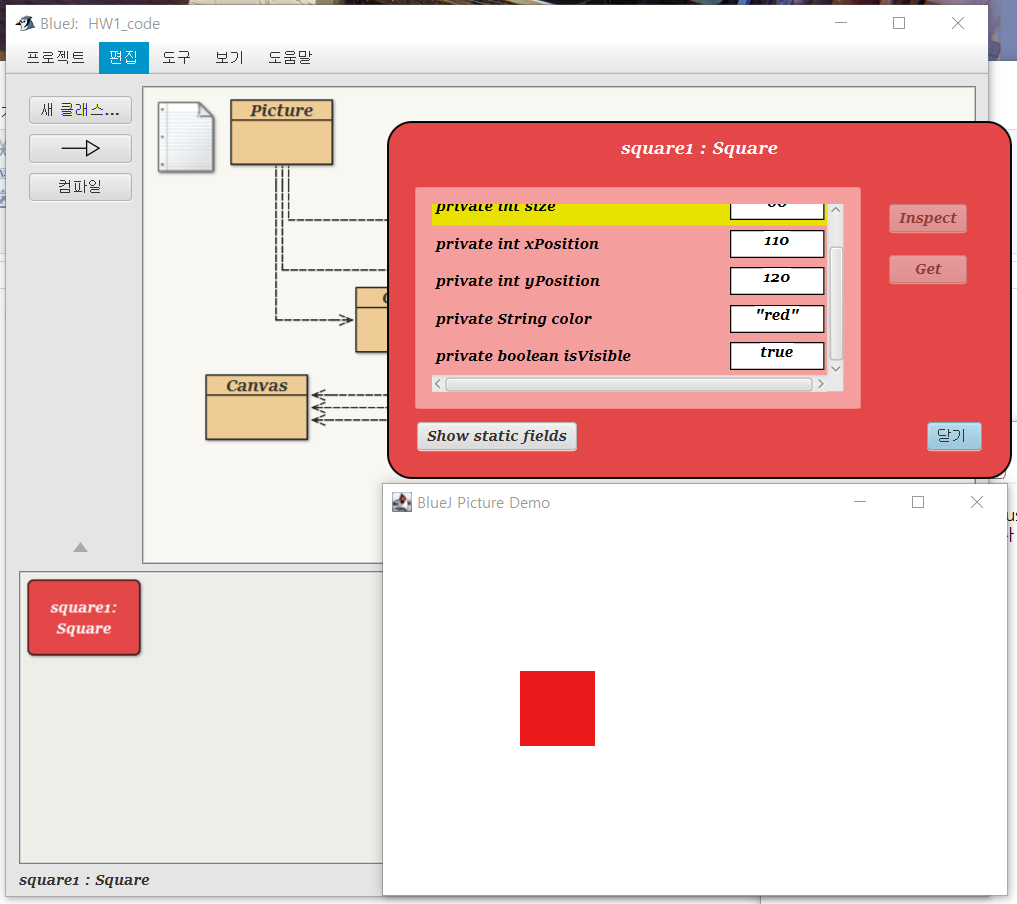 BlueJ: HW1_code
프로젝트 편집 도구 보기 도움말
새 클래스...
컴파일
Picture
Canvas
square1 : Square
private int size
private int xPosition 110
private int yPosition 120
private String color "red"
private boolean isVisible true
Inspect
Get
Show static fields
닫기
BlueJ Picture Demo
square1:
Square
square1 : Square